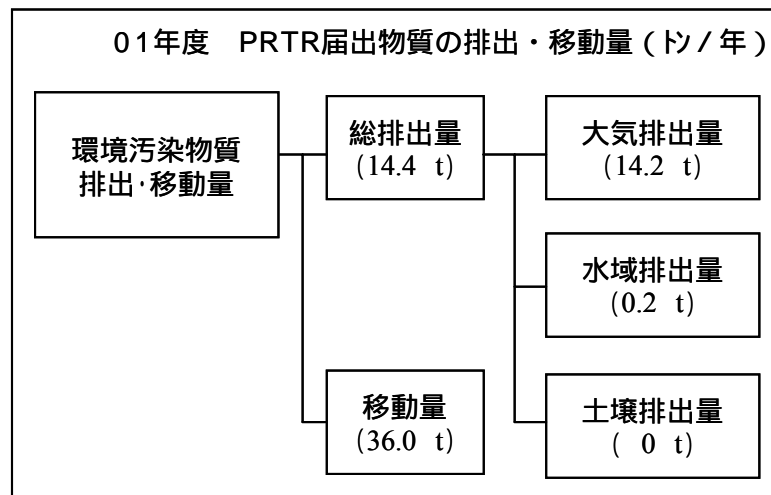 01年度　PRTR届出物質の排出・移動量(トン/年)
環境汚染物質
排出・移動量
総排出量
(14.4 t)
大気排出量
(14.2 t)
水域排出量
(0.2 t)
移動量
(36.0 t)
土壌排出量
( 0 t)